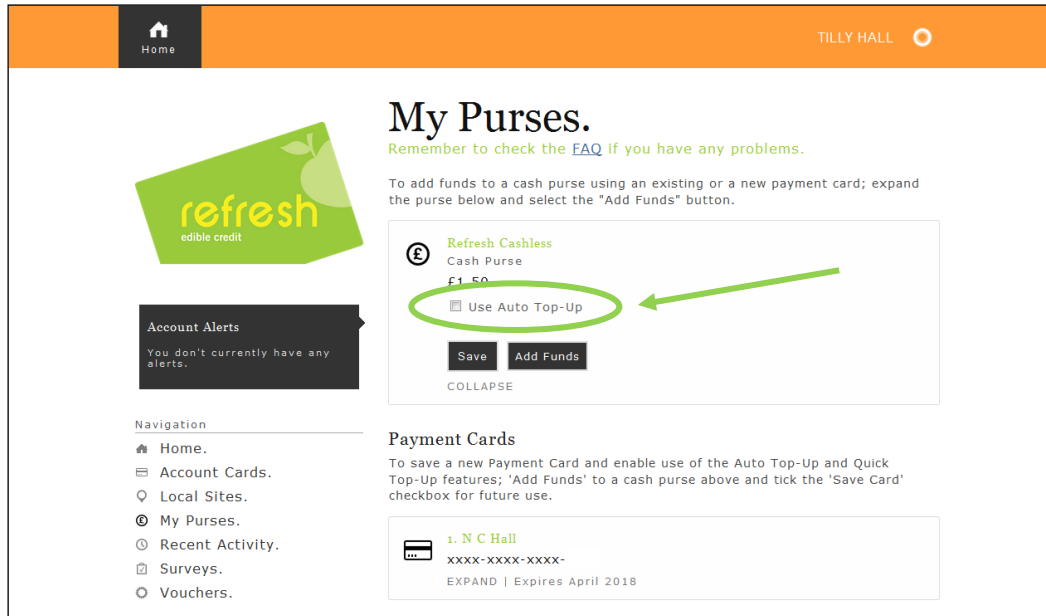 Home
TILLY HALL
My Purses.
Remember to check the FAQ if you have any problems.
To add funds to a cash purse using an existing or a new payment card; expand
the purse below and select the "Add Funds" button.
refresh
edible credit
Refresh Cashless
Cash Purse
£1.50
Use Auto Top-Up
Save
Add Funds
COLLAPSE
Account Alerts
You don't currently have any
alerts.
Navigation
Home.
Account Cards.
Local Sites.
My Purses.
Recent Activity.
Surveys.
Vouchers.
Payment Cards
To save a new Payment Card and enable use of the Auto Top-Up and Quick
Top-Up features; 'Add Funds' to a cash purse above and tick the 'Save Card'
checkbox for future use.
1. N C Hall
xxxx-xxxx-xxxx-
EXPAND | Expires April 2018